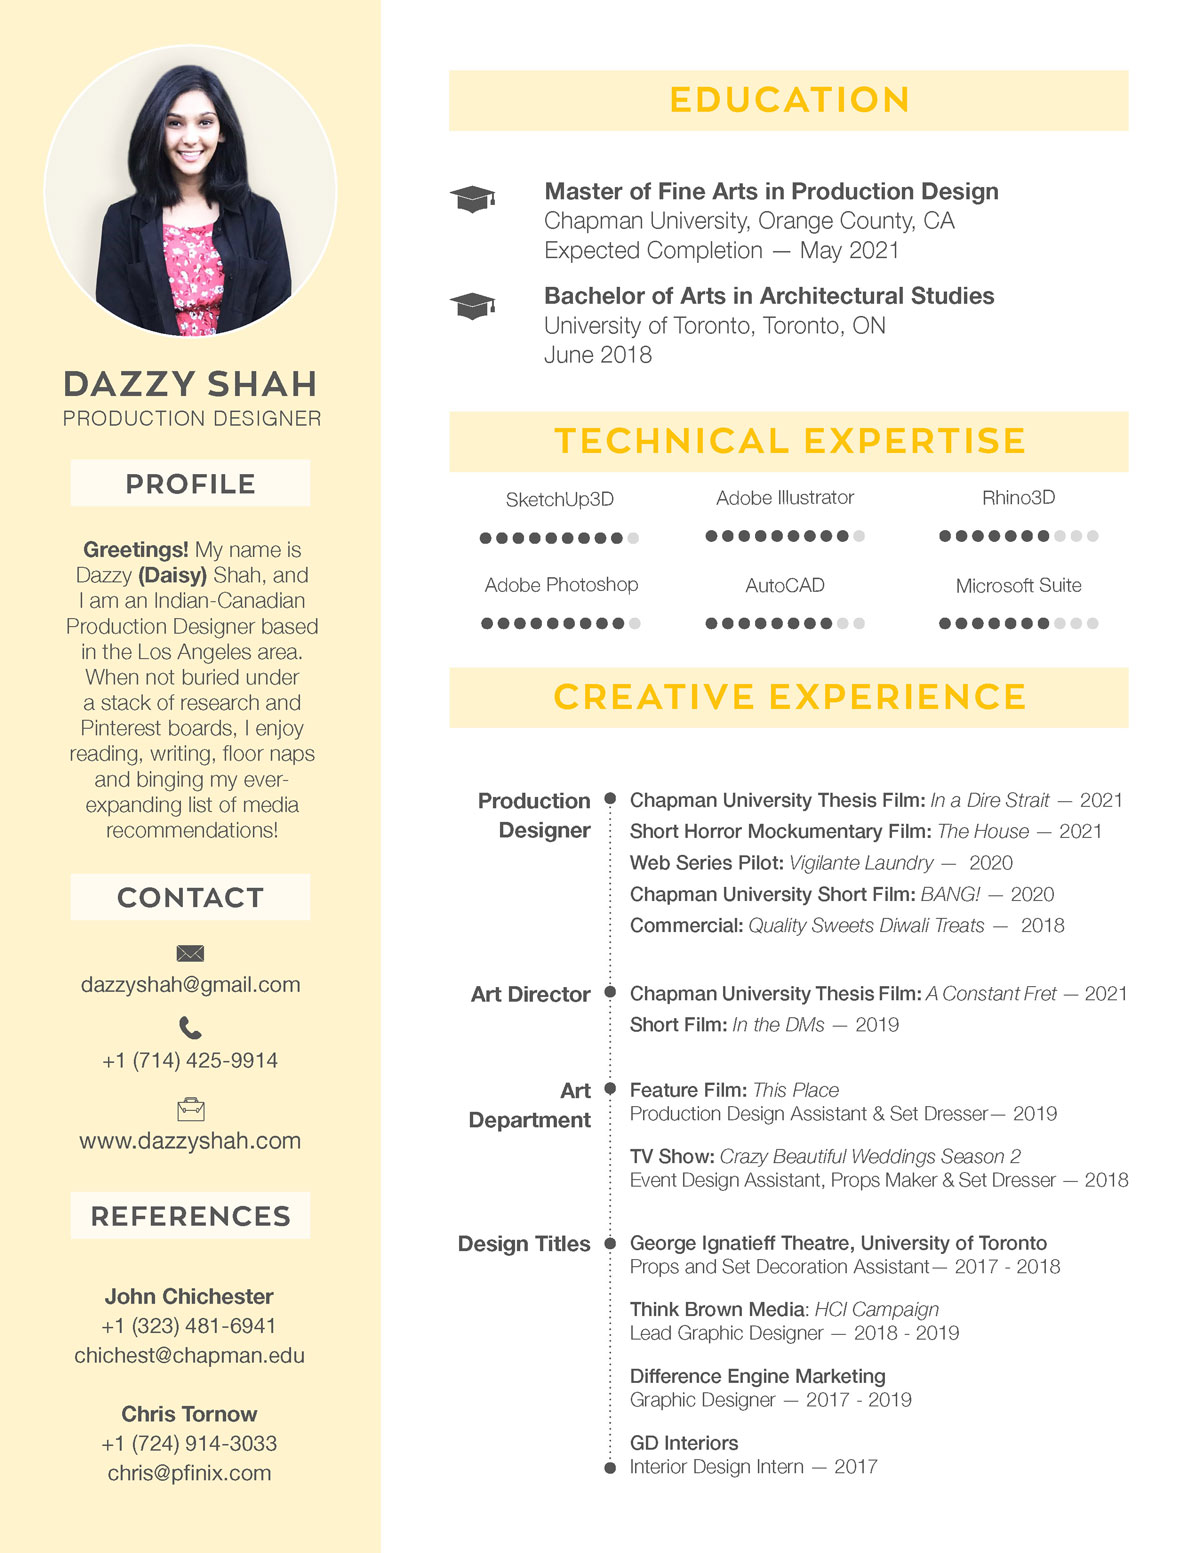 DAZZY SHAH
PRODUCTION DESIGNER
PROFILE
Greetings! My name is
Dazzy (Daisy) Shah, and
I am an Indian-Canadian
Production Designer based
in the Los Angeles area.
When not buried under
a stack of research and
Pinterest boards, I enjoy
reading, writing, floor naps
and binging my ever-
expanding list of media
recommendations!
CONTACT
dazzyshah@gmail.com
+1 (714) 425-9914
www.dazzyshah.com
REFERENCES
John Chichester
+1 (323) 481-6941
chichest@chapman.edu
Chris Tornow
+1 (724) 914-3033
chris@pfinix.com
EDUCATION
Master of Fine Arts in Production Design
Chapman University, Orange County, CA
Expected Completion — May 2021
Bachelor of Arts in Architectural Studies
University of Toronto, Toronto, ON
June 2018
TECHNICAL EXPERTISE
SketchUp3D Adobe Illustrator Rhino3D
Adobe Photoshop AutoCAD Microsoft Suite
CREATIVE EXPERIENCE
Production
Designer
Chapman University Thesis Film: In a Dire Strait — 2021
Short Horror Mockumentary Film: The House — 2021
Web Series Pilot: Vigilante Laundry — 2020
Chapman University Short Film: BANG! — 2020
Commercial: Quality Sweets Diwali Treats — 2018
Art Director
Chapman University Thesis Film: A Constant Fret — 2021
Short Film: In the DMs — 2019
Art
Department
Feature Film: This Place
Production Design Assistant & Set Dresser— 2019
TV Show: Crazy Beautiful Weddings Season 2
Event Design Assistant, Props Maker & Set Dresser — 2018
Design Titles
George Ignatieff Theatre, University of Toronto
Props and Set Decoration Assistant— 2017 - 2018
Think Brown Media: HCI Campaign
Lead Graphic Designer — 2018 - 2019
Difference Engine Marketing
Graphic Designer — 2017 - 2019
GD Interiors
Interior Design Intern — 2017